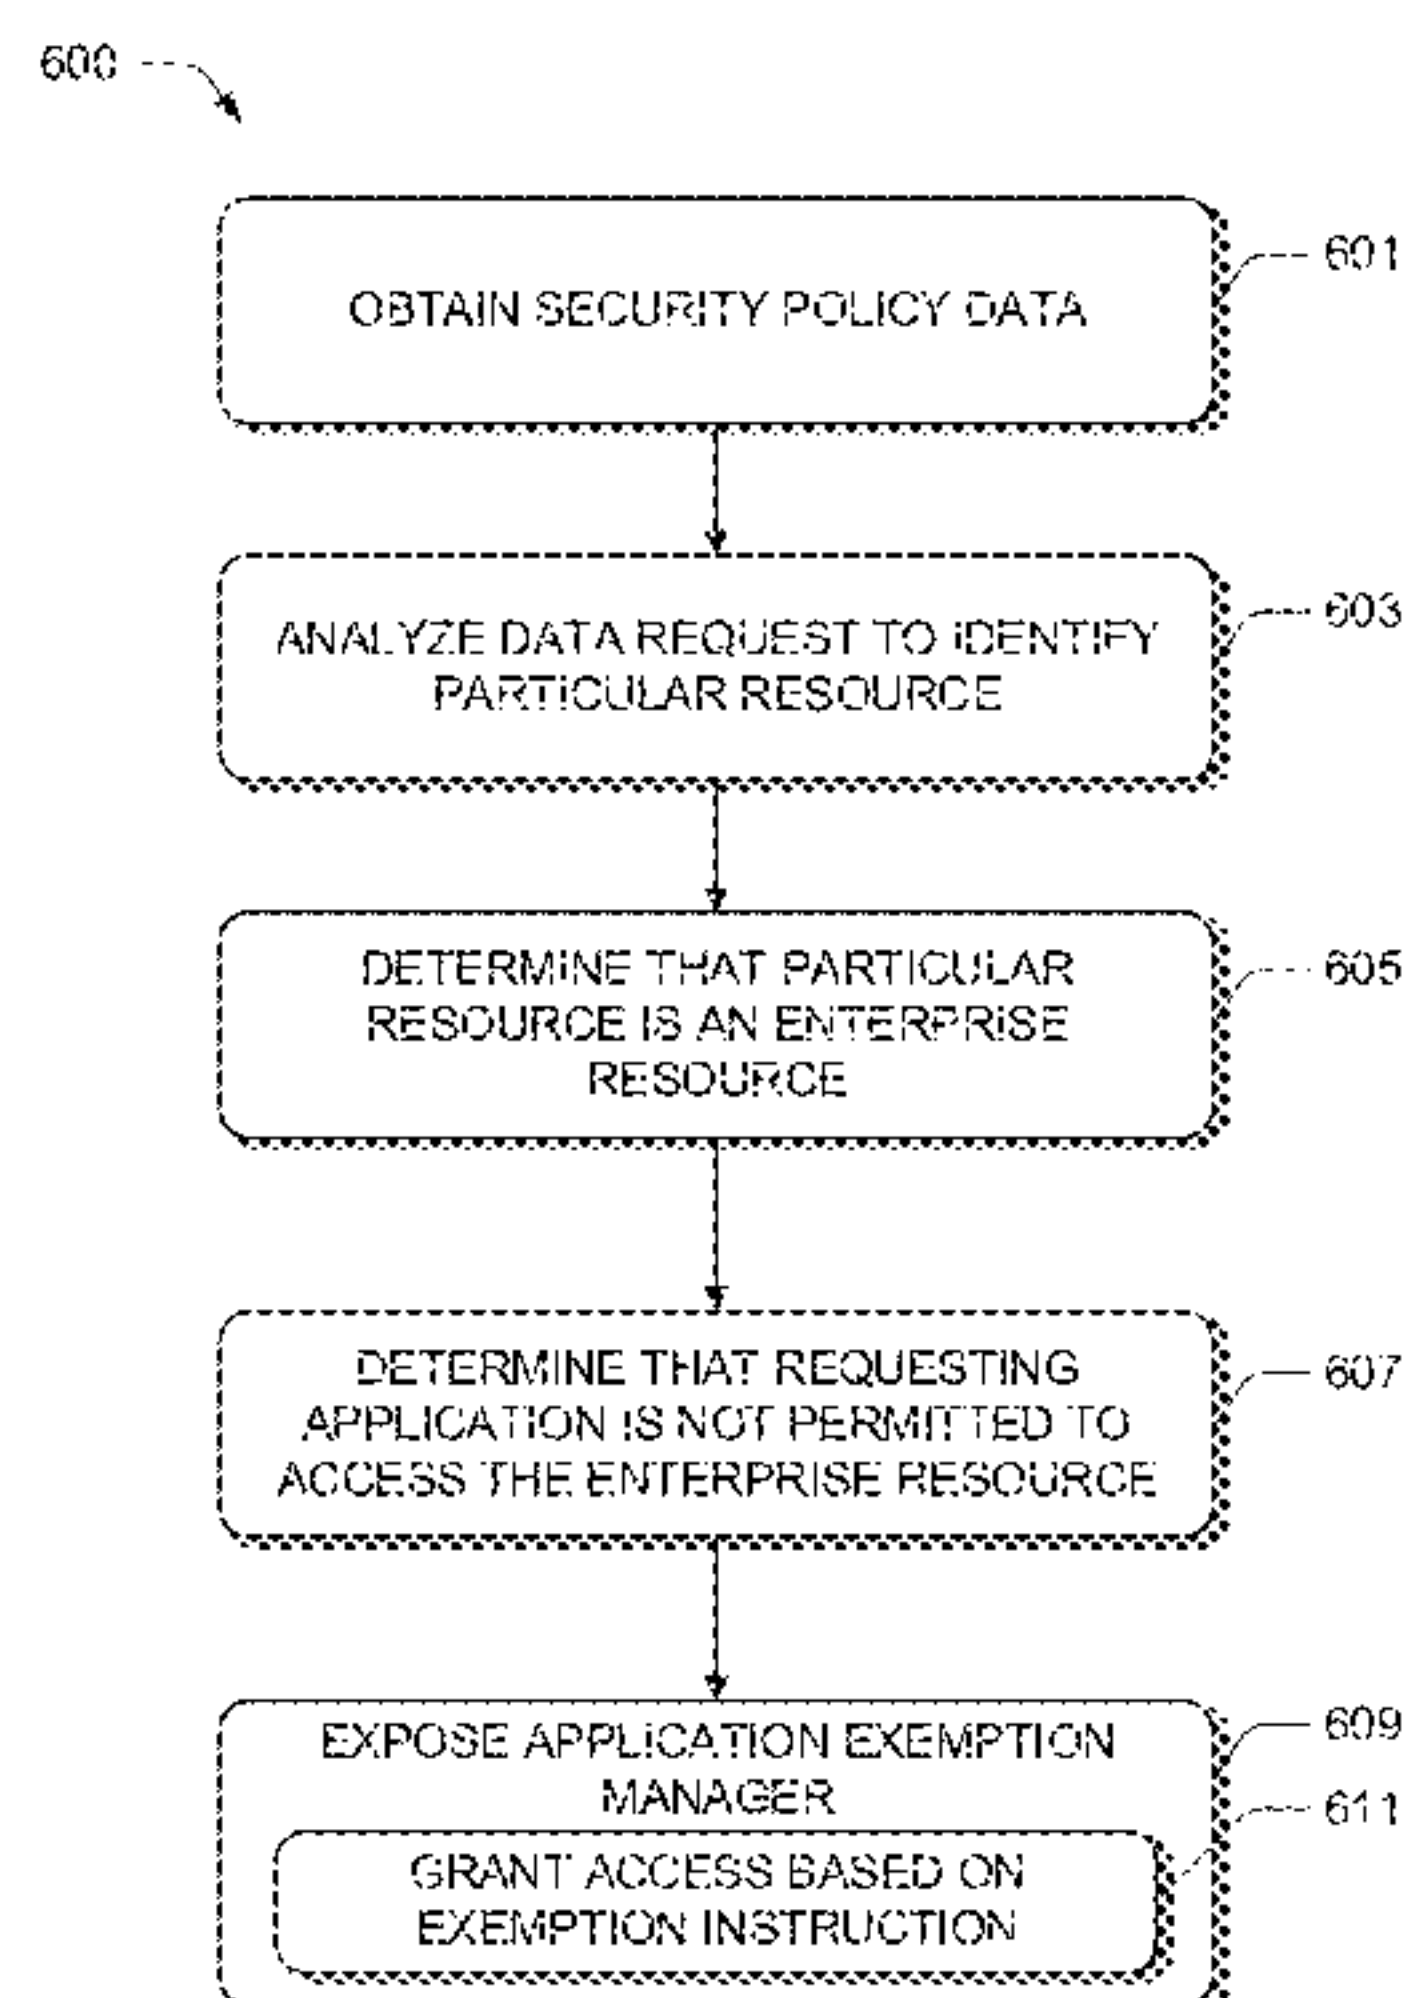 600
OBTAIN SECURITY POLICY DATA
601
ANALYZE DATA REQUEST TO IDENTIFY
PARTICULAR RESOURCE
603
DETERMINE THAT PARTICULAR
RESOURCE IS AN ENTERPRISE
RESOURCE
605
DETERMINE THAT REQUESTING
APPLICATION IS NOT PERMITTED TO
ACCESS THE ENTERPRISE RESOURCE
607
EXPOSE APPLICATION EXEMPTION
MANAGER
609
GRANT ACCESS BASED ON
EXEMPTION INSTRUCTION
611